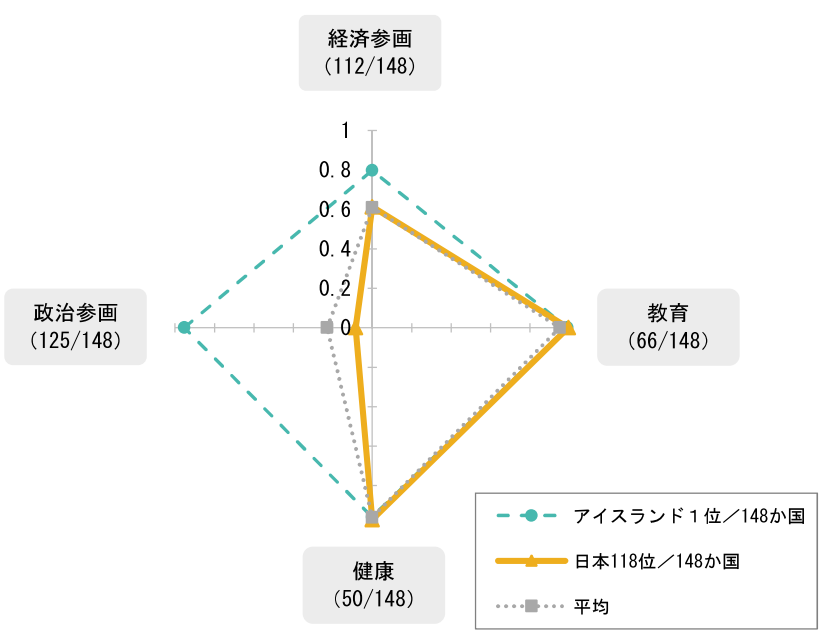 経済参画
（112/148）
1
0.8
0.6
0.4
0.2
0
政治参画
（125/148）
教育
（66/148）
健康
（50/148）
アイスランド１位／148か国
日本118位／148か国
平均